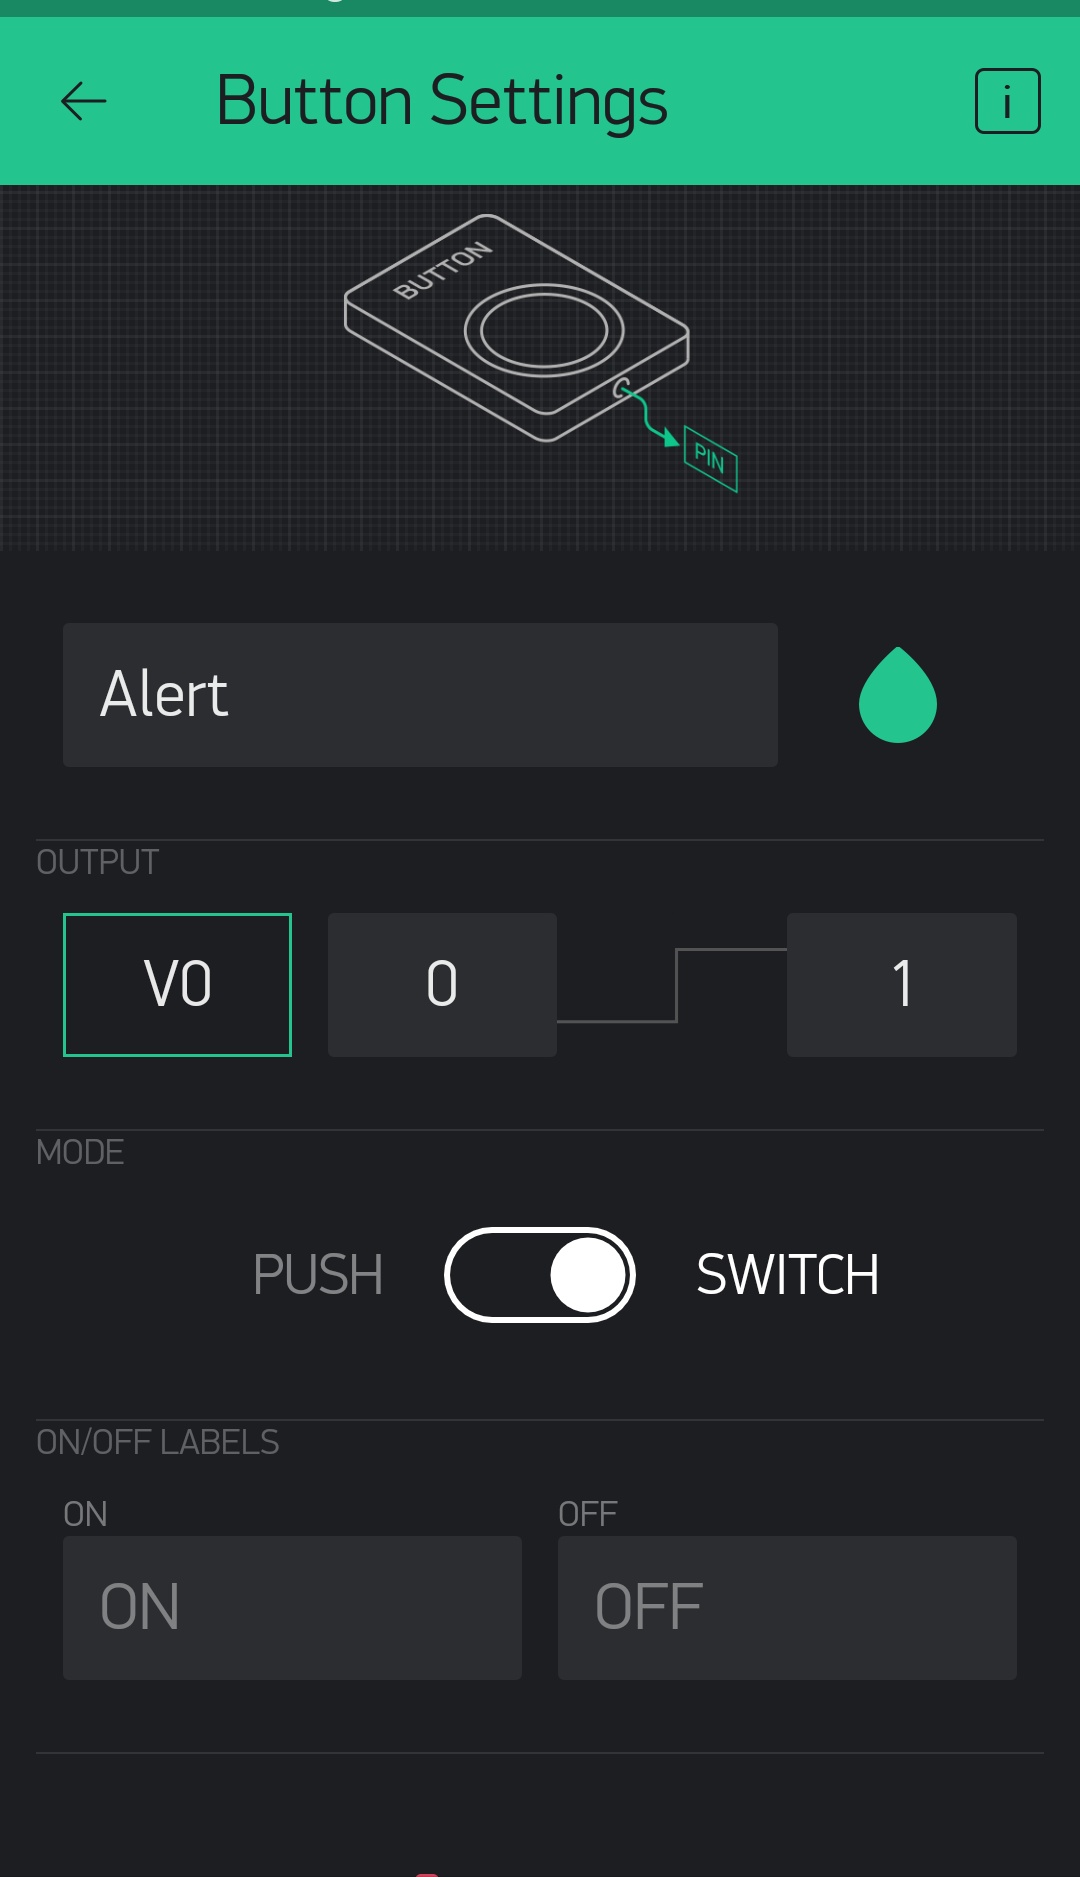 Button Settings
i
BUTTON
PIN
Alert
OUTPUT
V0
0
1
MODE
PUSH
SWITCH
ON/OFF LABELS
ON
OFF
ON
OFF